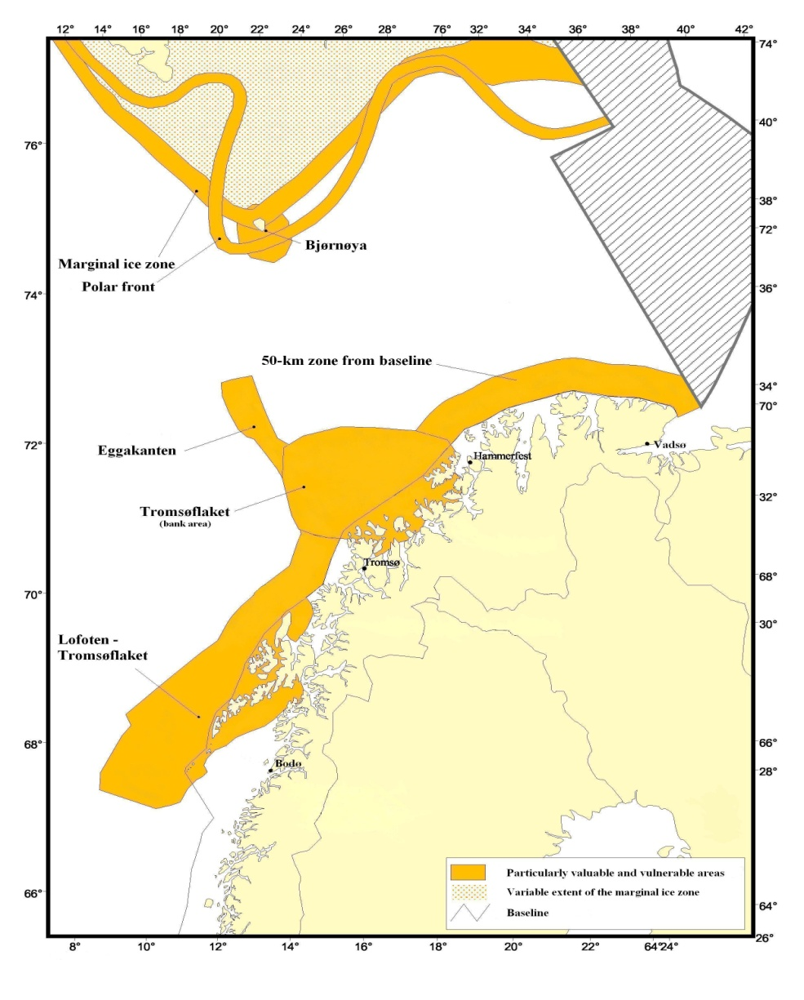 12° 14° 16° 18° 20° 22° 24° 26° 28° 76° 32° 34° 36° 38° 40° 42°
74°
40°
76°
38°
72°
Bjørnøya
Marginal ice zone
Polar front
36°
74°
50-km zone from baseline
34°
70°
Eggakanten
72°
Vadsø
Hammerfest
32°
Tromsøflaket
(bank area)
Tromsø
68°
70°
30°
Lofoten -
Tromsøflaket
68°
66°
Bodø
28°
Particularly valuable and vulnerable areas
Variable extent of the marginal ice zone
Baseline
66°
64°
26°
8° 10° 12° 14° 16° 18° 20° 22° 64° 24°